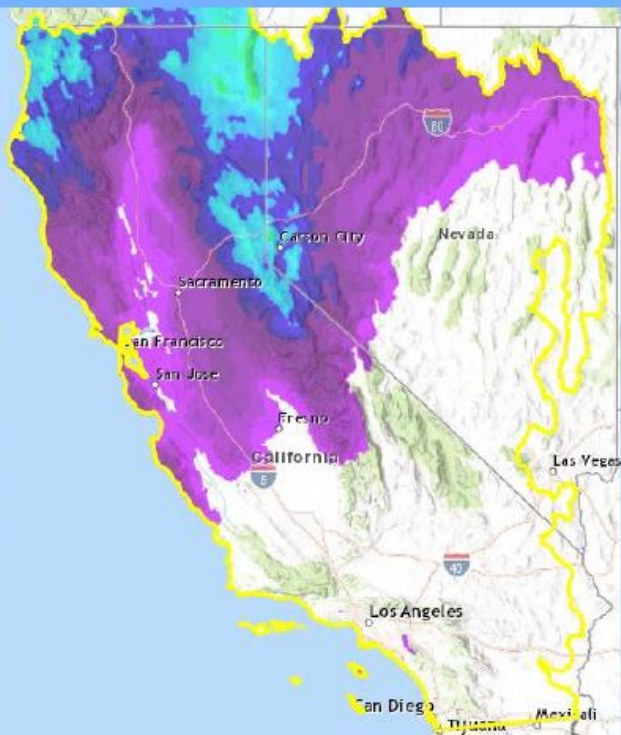 80
Carson City
Nevada
Sacramento
San Francisco
San Jose
Fresno
California
5
Las Vegas
40
Los Angeles
San Diego
Mexicali
Tijuana